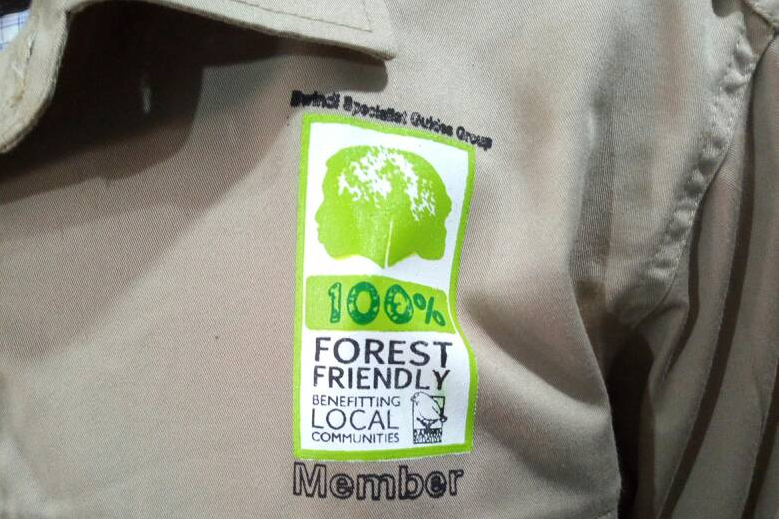 Bwindi Specialist Guides Group
100%
FOREST
FRIENDLY
BENEFITTING
LOCAL
COMMUNITIES
Member